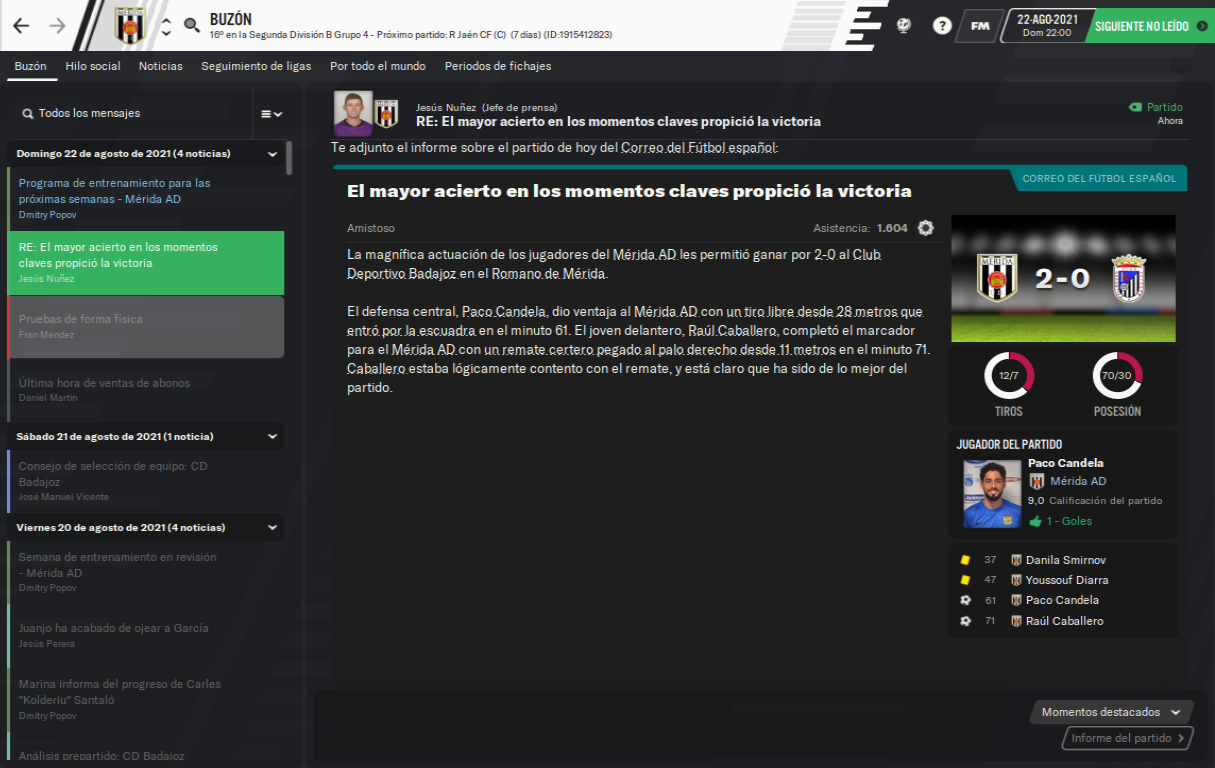 BUZÓN
16º en la Segunda División B Grupo 4 - Próximo partido: R Jaén CF (C) (7 días) (ID:1915412823)
FM
22-AGO-2021
Dom 22:00
SIGUIENTE NO LEÍDO
Buzón Hilo social Noticias Seguimiento de ligas Por todo el mundo Periodos de fichajes
Todos los mensajes
Domingo 22 de agosto de 2021 (4 noticias)
Programa de entrenamiento para las
próximas semanas - Mérida AD
Dmitry Popov
RE: El mayor acierto en los momentos
claves propició la victoria
Jesús Nuñez
Pruebas de forma física
Fran Méndez
Última hora de ventas de abonos
Daniel Martín
Sábado 21 de agosto de 2021 (1 noticia)
Consejo de selección de equipo: CD
Badajoz
José Manuel Vicente
Viernes 20 de agosto de 2021 (4 noticias)
Semana de entrenamiento en revisión
- Mérida AD
Dmitry Popov
Juanjo ha acabado de ojear a García
Jesús Perera
Marina informa del progreso de Carles
"Kolderiu" Santaló
Dmitry Popov
Análisis prepartido: CD Badajoz
Jesús Nuñez (Jefe de prensa)
RE: El mayor acierto en los momentos claves propició la victoria
Partido
Ahora
Te adjunto el informe sobre el partido de hoy del Correo del Fútbol español:
CORREO DEL FÚTBOL ESPAÑOL
El mayor acierto en los momentos claves propició la victoria
Amistoso
Asistencia: 1.604
La magnífica actuación de los jugadores del Mérida AD les permitió ganar por 2-0 al Club
Deportivo Badajoz en el Romano de Mérida.
El defensa central, Paco Candela, dio ventaja al Mérida AD con un tiro libre desde 28 metros que
entró por la escuadra en el minuto 61. El joven delantero, Raúl Caballero, completó el marcador
para el Mérida AD con un remate certero pegado al palo derecho desde 11 metros en el minuto 71.
Caballero estaba lógicamente contento con el remate, y está claro que ha sido de lo mejor del
partido.
2-0
12/7
70/30
TIROS
POSESIÓN
JUGADOR DEL PARTIDO
Paco Candela
Mérida AD
9,0 Calificación del partido
1 - Goles
37 Danila Smirnov
47 Youssouf Diarra
61 Paco Candela
71 Raúl Caballero
Momentos destacados
Informe del partido